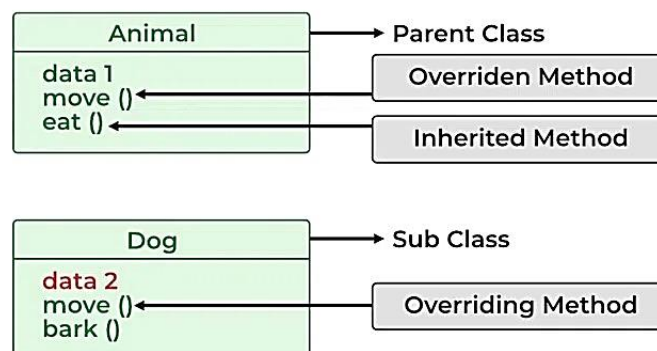 Animal
Parent Class
data 1
Overriden Method
move ()
eat ()
Inherited Method
Dog
Sub Class
data 2
move ()
Overriding Method
bark ()